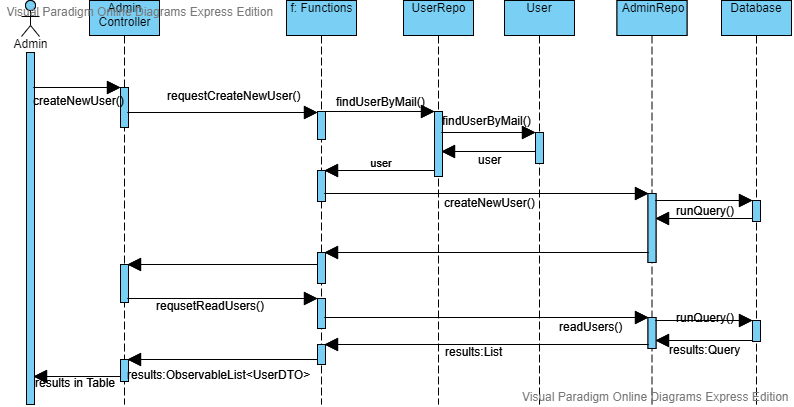 Visual Paradigm Online Diagrams Express Edition
Admin
Admin
Controller
f: Functions
UserRepo
User
AdminRepo
Database
createNewUser()
requestCreateNewUser()
findUserByMail()
findUserByMail()
user
user
createNewUser()
runQuery()
requsetReadUsers()
readUsers()
runQuery()
results:List
results:Query
results:ObservableList<UserDTO>
results in Table
Visual Paradigm Online Diagrams Express Edition